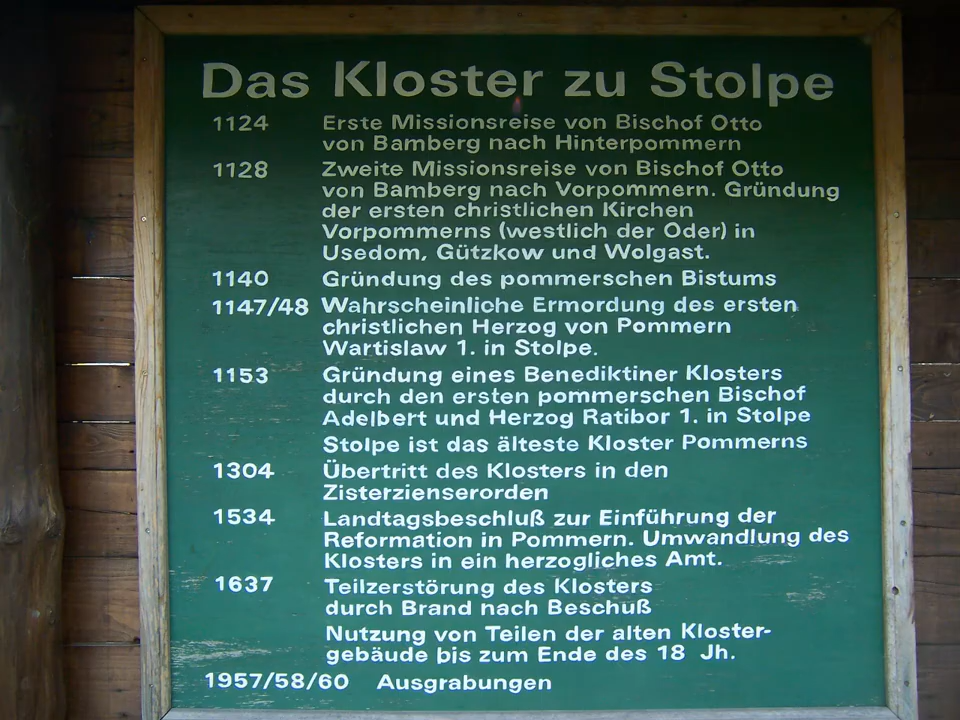 Das Kloster zu Stolpe
1124 Erste Missionsreise von Bischof Otto
von Bamberg nach Hinterpommern
1128 Zweite Missionsreise von Bischof Otto
von Bamberg nach Vorpommern. Gründung
der ersten christlichen Kirchen
Vorpommerns (westlich der Oder) in
Usedom, Gützkow und Wolgast.
1140 Gründung des pommerschen Bistums
1147/48 Wahrscheinliche Ermordung des ersten
christlichen Herzog von Pommern
Wartislaw 1. in Stolpe.
1153 Gründung eines Benediktiner Klosters
durch den ersten pommerschen Bischof
Adelbert und Herzog Ratibor 1. in Stolpe
Stolpe ist das älteste Kloster Pommerns
1304 Übertritt des Klosters in den
Zisterzienserorden
1534 Landtagsbeschluß zur Einführung der
Reformation in Pommern. Umwandlung des
Klosters in ein herzogliches Amt.
1637 Teilzerstörung des Klosters
durch Brand nach Beschuß
Nutzung von Teilen der alten Kloster-
gebäude bis zum Ende des 18 Jh.
1957/58/60 Ausgrabungen